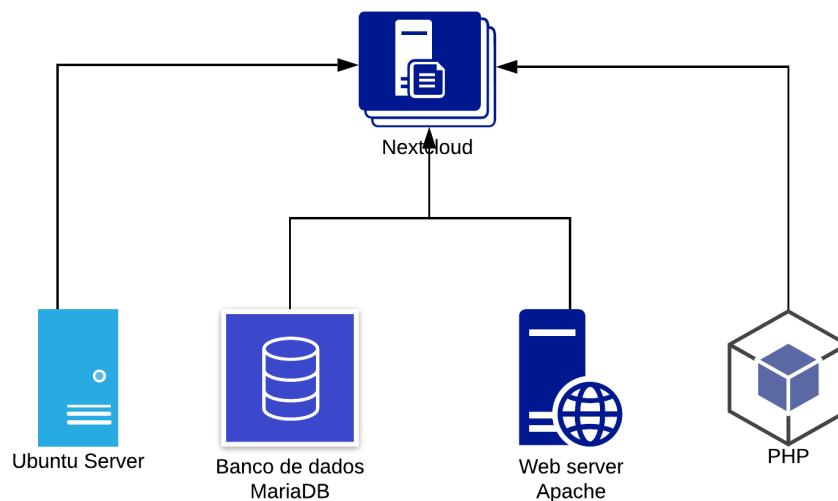 Nextcloud
Ubuntu Server
Banco de dados
MariaDB
Web server
Apache
PHP